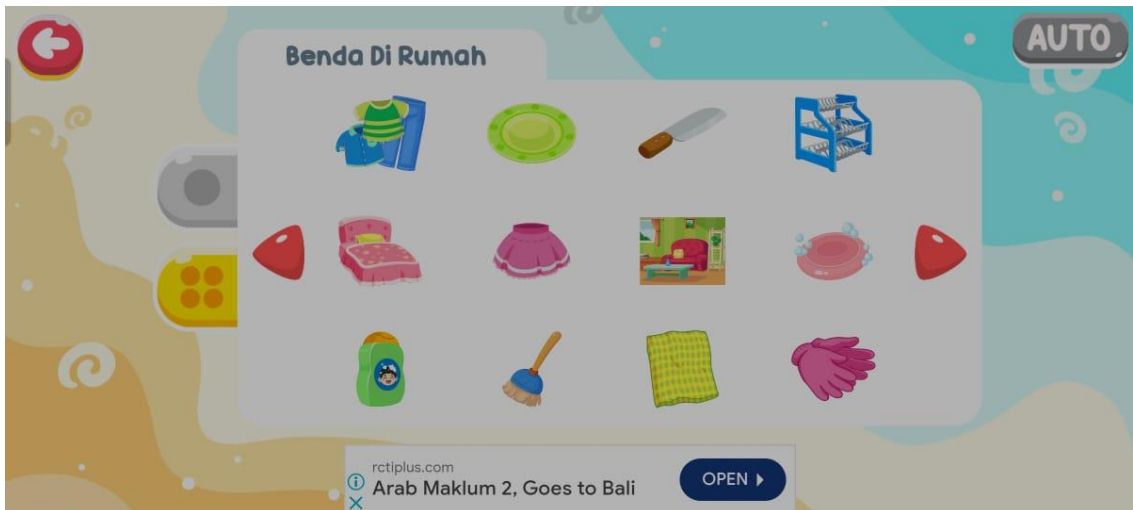 AUTO
Benda Di Rumah
rctiplus.com
Arab Maklum 2, Goes to Bali
OPEN